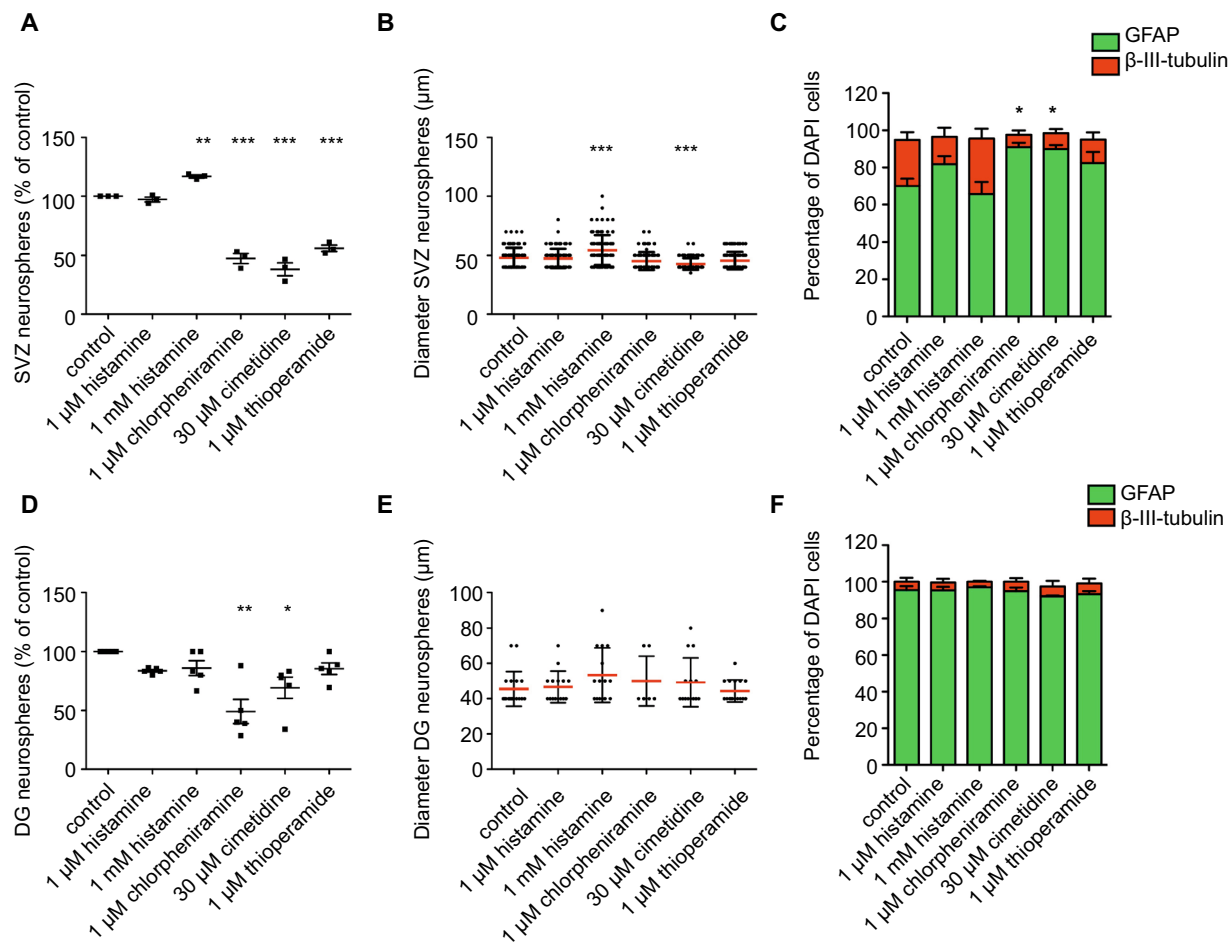 A
SVZ neurospheres (% of control)
150
100
50
0
** *** *** ***
control
1 µM histamine
1 mM histamine
1 µM chlorpheniramine
30 µM cimetidine
1 µM thioperamide
B
Diameter SVZ neurospheres (µm)
150
100
50
0
*** ***
control
1 µM histamine
1 mM histamine
1 µM chlorpheniramine
30 µM cimetidine
1 µM thioperamide
C
GFAP
β-III-tubulin
Percentage of DAPI cells
120
100
80
60
40
20
0
* *
control
1 µM histamine
1 mM histamine
1 µM chlorpheniramine
30 µM cimetidine
1 µM thioperamide
D
DG neurospheres (% of control)
150
100
50
0
** *
control
1 µM histamine
1 mM histamine
1 µM chlorpheniramine
30 µM cimetidine
1 µM thioperamide
E
Diameter DG neurospheres (µm)
100
80
60
40
20
0
control
1 µM histamine
1 mM histamine
1 µM chlorpheniramine
30 µM cimetidine
1 µM thioperamide
F
GFAP
β-III-tubulin
Percentage of DAPI cells
120
100
80
60
40
20
0
control
1 µM histamine
1 mM histamine
1 µM chlorpheniramine
30 µM cimetidine
1 µM thioperamide